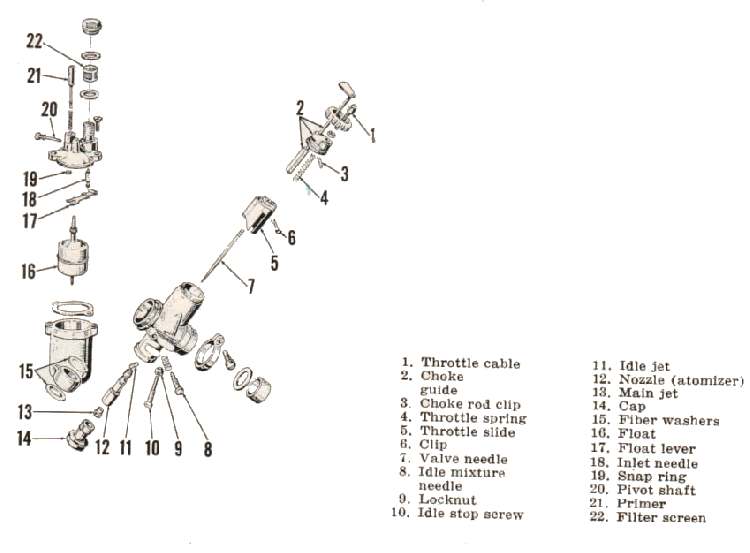 22
21
20
19
18
17
16
15
13
14
12
11
10
9
8
7
2
1
3
4
6
5
1. Throttle cable
2. Choke
guide
3. Choke rod clip
4. Throttle spring
5. Throttle slide
6. Clip
7. Valve needle
8. Idle mixture
needle
9. Locknut
10. Idle stop screw
11. Idle jet
12. Nozzle (atomizer)
13. Main jet
14. Cap
15. Fiber washers
16. Float
17. Float lever
18. Inlet needle
19. Snap ring
20. Pivot shaft
21. Primer
22. Filter screen